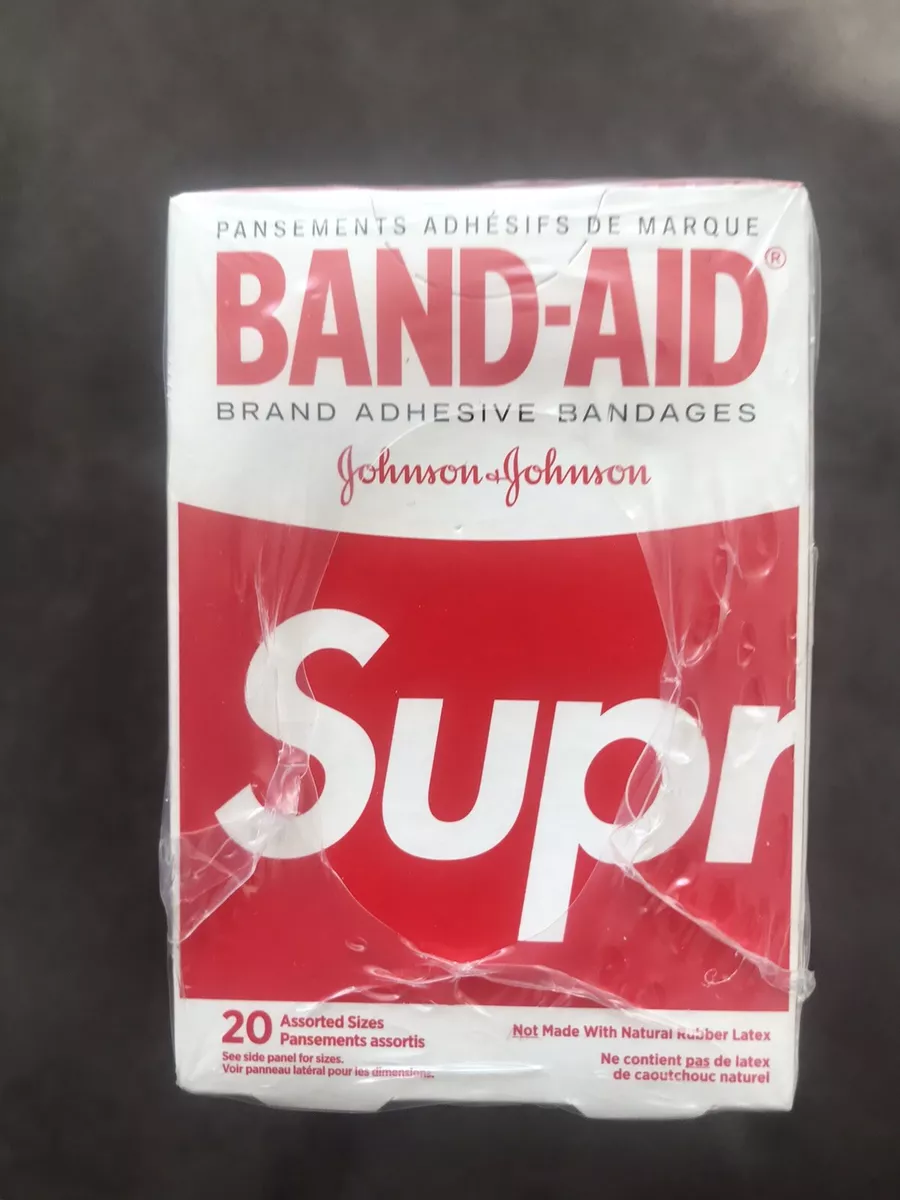 PANSEMENTS ADHÉSIFS DE MARQUE
BAND-AID®
BRAND ADHESIVE BANDAGES
Johnson & Johnson
Supr
20 Assorted Sizes
Pansements assortis
See side panel for sizes.
Voir panneau latéral pour les dimensions.
Not Made With Natural Rubber Latex
Ne contient pas de latex
de caoutchouc naturel